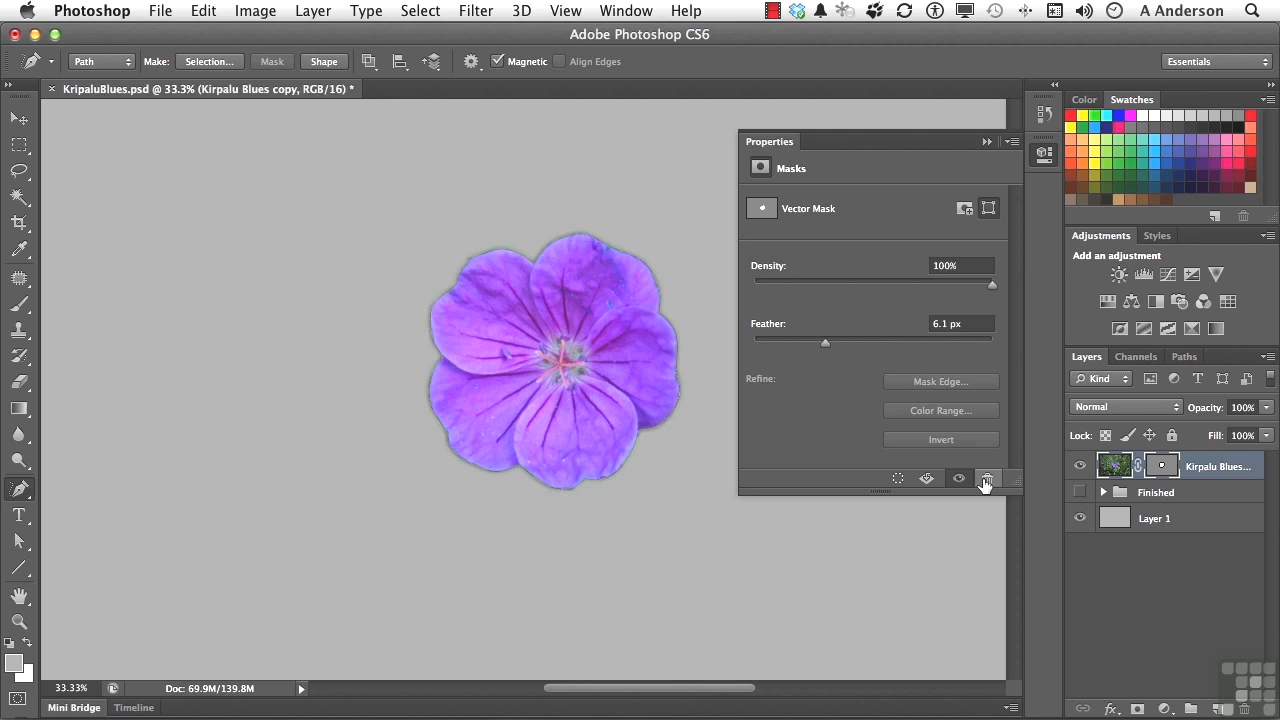 Photoshop File Edit Image Layer Type Select Filter 3D View Window Help A Anderson
Adobe Photoshop CS6
Path Make: Selection... Mask Shape Magnetic Align Edges Essentials
KripaluBlues.psd @ 33.3% (Kirpalu Blues copy, RGB/16) *
Color Swatches
Properties
Masks
Vector Mask
Density: 100%
Feather: 6.1 px
Refine: Mask Edge...
Color Range...
Invert
Adjustments Styles
Add an adjustment
Layers Channels Paths
Kind
Normal Opacity: 100%
Lock: Fill: 100%
Kirpalu Blues...
Finished
Layer 1
33.33% Doc: 69.9M/139.8M
Mini Bridge Timeline